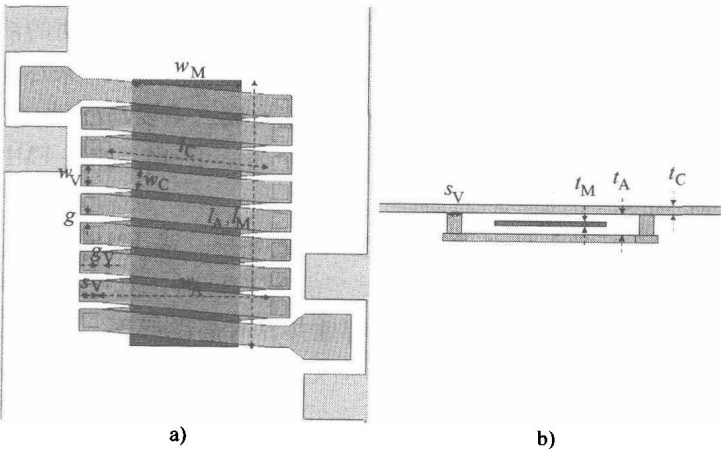 w_M
l_C
w_V
w_C
g
l_A, l_M
g_V
s_V
w_A
a)
s_V
t_M
t_A
t_C
b)